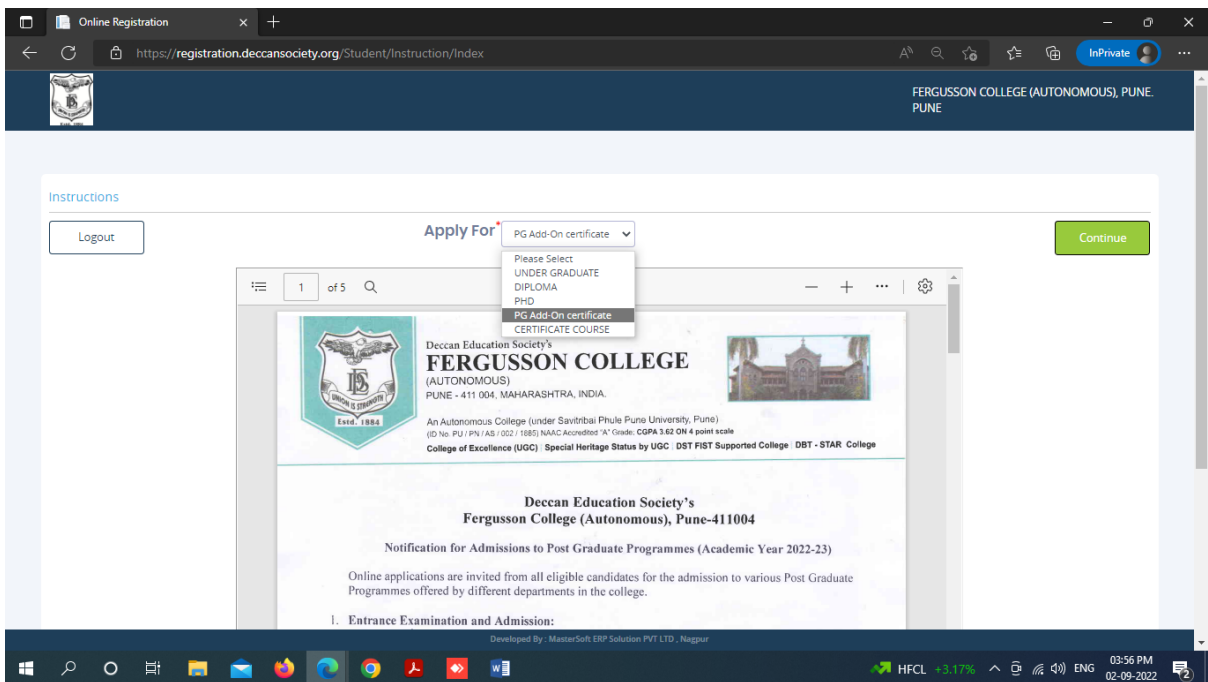 Online Registration
https://registration.deccansociety.org/Student/Instruction/Index
InPrivate
FERGUSSON COLLEGE (AUTONOMOUS), PUNE.
PUNE
Instructions
Logout
Apply For*
PG Add-On certificate
Continue
Please Select
UNDER GRADUATE
DIPLOMA
PHD
PG Add-On certificate
CERTIFICATE COURSE
1 of 5
Deccan Education Society's
FERGUSSON COLLEGE
(AUTONOMOUS)
PUNE - 411 004, MAHARASHTRA, INDIA.
An Autonomous College (under Savitribai Phule Pune University, Pune)
(ID No. PU / PN / AS / 002 / 1885) NAAC Accredited "A" Grade: CGPA 3.62 ON 4 point scale
College of Excellence (UGC) | Special Heritage Status by UGC | DST FIST Supported College | DBT - STAR College
UNION IS STRENGTH
Estd. 1884
Deccan Education Society's
Fergusson College (Autonomous), Pune-411004
Notification for Admissions to Post Graduate Programmes (Academic Year 2022-23)
Online applications are invited from all eligible candidates for the admission to various Post Graduate
Programmes offered by different departments in the college.
1. Entrance Examination and Admission:
Developed By : MasterSoft ERP Solution PVT LTD , Nagpur
HFCL +3.17%
ENG
03:56 PM
02-09-2022
2